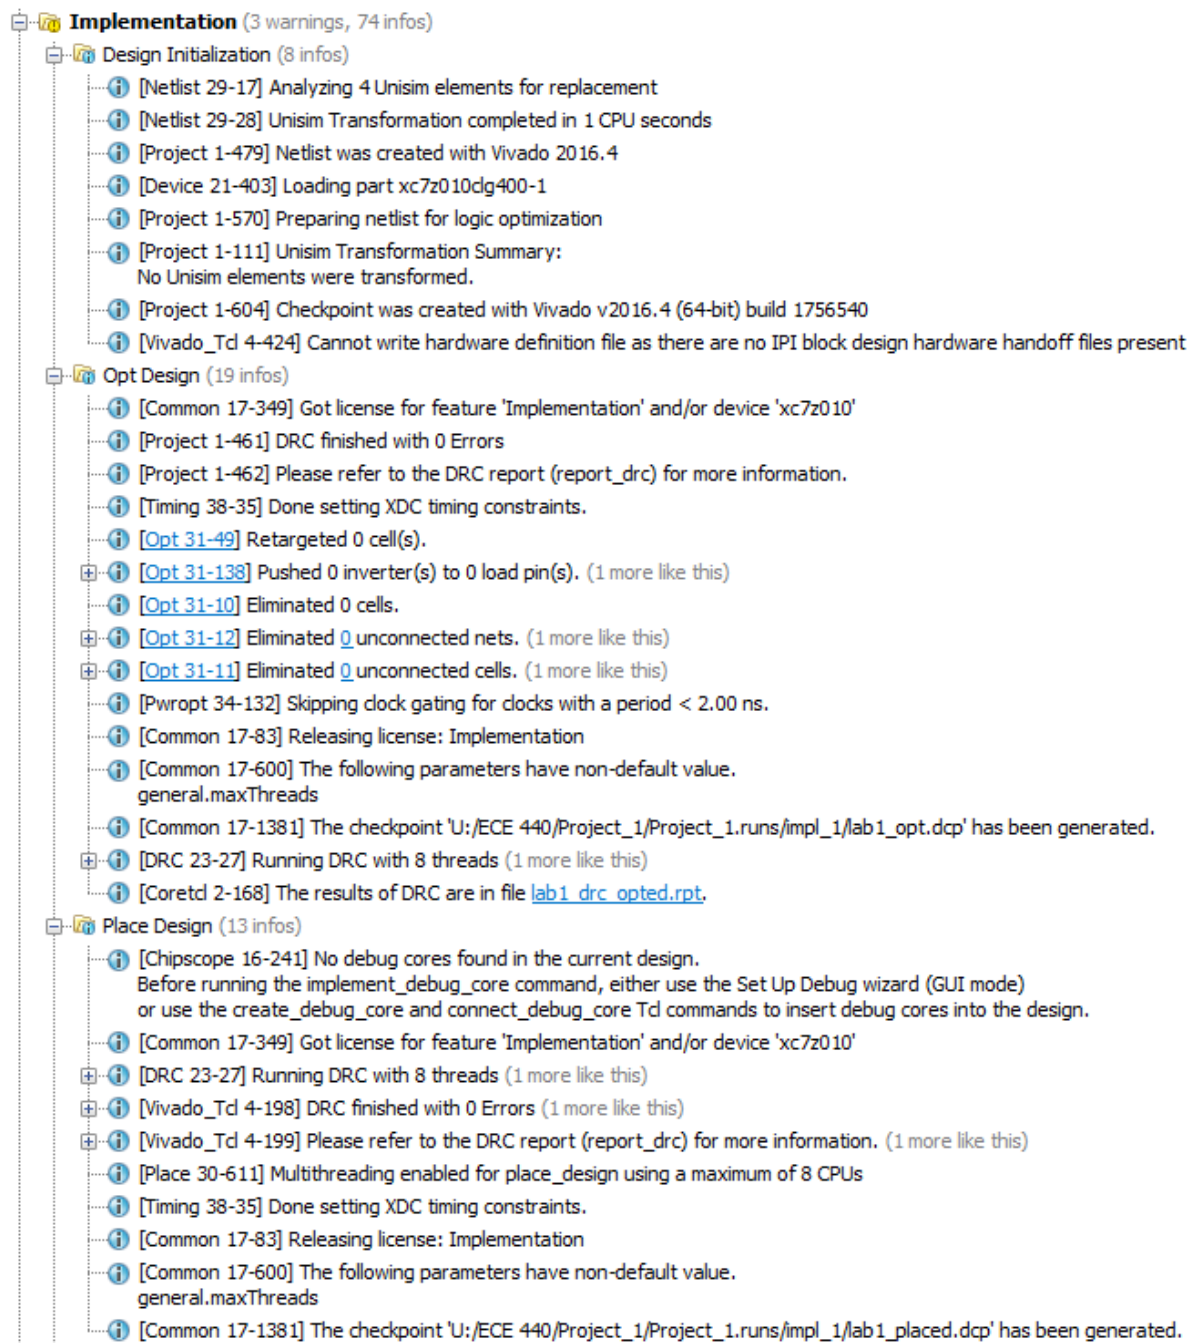 Implementation (3 warnings, 74 infos)
Design Initialization (8 infos)
[Netlist 29-17] Analyzing 4 Unisim elements for replacement
[Netlist 29-28] Unisim Transformation completed in 1 CPU seconds
[Project 1-479] Netlist was created with Vivado 2016.4
[Device 21-403] Loading part xc7z010clg400-1
[Project 1-570] Preparing netlist for logic optimization
[Project 1-111] Unisim Transformation Summary:
No Unisim elements were transformed.
[Project 1-604] Checkpoint was created with Vivado v2016.4 (64-bit) build 1756540
[Vivado_Tcl 4-424] Cannot write hardware definition file as there are no IPI block design hardware handoff files present
Opt Design (19 infos)
[Common 17-349] Got license for feature 'Implementation' and/or device 'xc7z010'
[Project 1-461] DRC finished with 0 Errors
[Project 1-462] Please refer to the DRC report (report_drc) for more information.
[Timing 38-35] Done setting XDC timing constraints.
[Opt 31-49] Retargeted 0 cell(s).
[Opt 31-138] Pushed 0 inverter(s) to 0 load pin(s). (1 more like this)
[Opt 31-10] Eliminated 0 cells.
[Opt 31-12] Eliminated 0 unconnected nets. (1 more like this)
[Opt 31-11] Eliminated 0 unconnected cells. (1 more like this)
[Pwropt 34-132] Skipping clock gating for clocks with a period < 2.00 ns.
[Common 17-83] Releasing license: Implementation
[Common 17-600] The following parameters have non-default value.
general.maxThreads
[Common 17-1381] The checkpoint 'U:/ECE 440/Project_1/Project_1.runs/impl_1/lab1_opt.dcp' has been generated.
[DRC 23-27] Running DRC with 8 threads (1 more like this)
[Coretcl 2-168] The results of DRC are in file lab1_drc_opted.rpt.
Place Design (13 infos)
[Chipscope 16-241] No debug cores found in the current design.
Before running the implement_debug_core command, either use the Set Up Debug wizard (GUI mode)
or use the create_debug_core and connect_debug_core Tcl commands to insert debug cores into the design.
[Common 17-349] Got license for feature 'Implementation' and/or device 'xc7z010'
[DRC 23-27] Running DRC with 8 threads (1 more like this)
[Vivado_Tcl 4-198] DRC finished with 0 Errors (1 more like this)
[Vivado_Tcl 4-199] Please refer to the DRC report (report_drc) for more information. (1 more like this)
[Place 30-611] Multithreading enabled for place_design using a maximum of 8 CPUs
[Timing 38-35] Done setting XDC timing constraints.
[Common 17-83] Releasing license: Implementation
[Common 17-600] The following parameters have non-default value.
general.maxThreads
[Common 17-1381] The checkpoint 'U:/ECE 440/Project_1/Project_1.runs/impl_1/lab1_placed.dcp' has been generated.